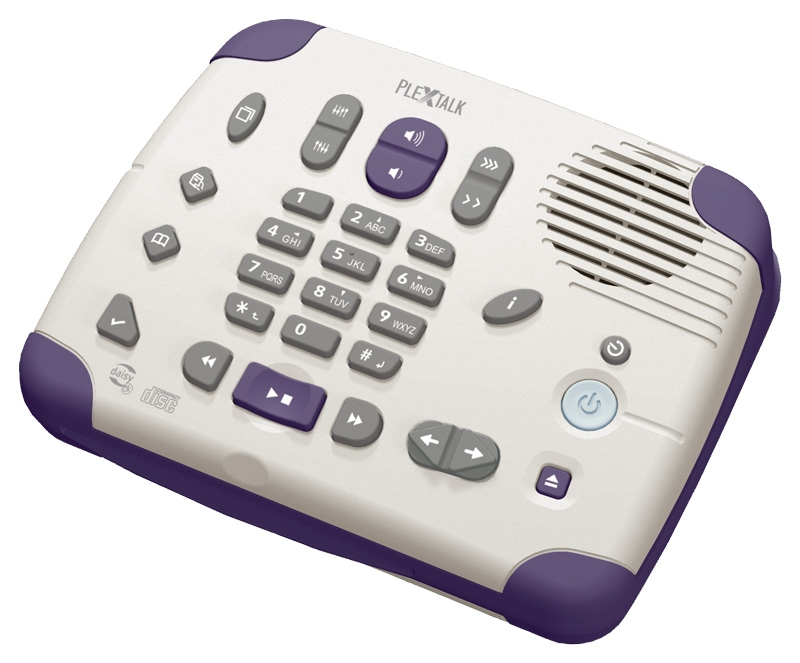 PLEXTALK
1
2 ABC
3 DEF
4 GHI
5 JKL
6 MNO
7 PQRS
8 TUV
9 WXYZ
*
0
#
i
daisy
COMPACT
disc